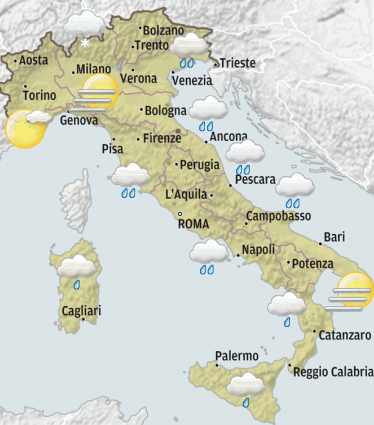 Bolzano
Trento
Aosta
Milano
Trieste
Verona
Venezia
Torino
Bologna
Genova
Ancona
Firenze
Pisa
Perugia
Pescara
L'Aquila
Campobasso
ROMA
Bari
Napoli
Potenza
Cagliari
Catanzaro
Palermo
Reggio Calabria